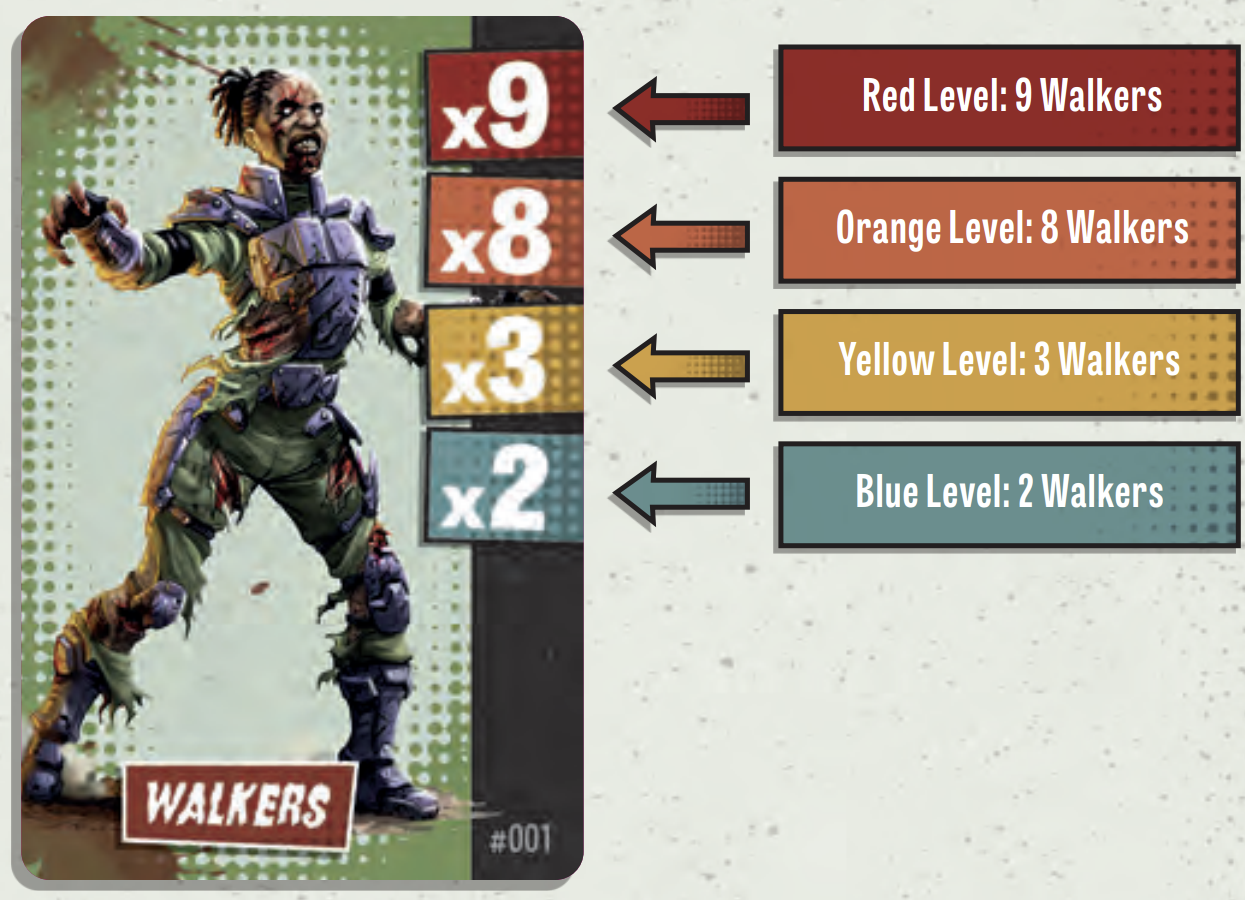 x9
Red Level: 9 Walkers
x8
Orange Level: 8 Walkers
x3
Yellow Level: 3 Walkers
x2
Blue Level: 2 Walkers
WALKERS
#001